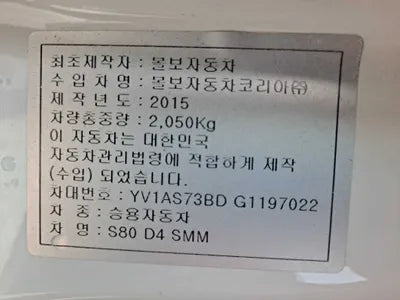 최초제작자 : 볼보자동차
수 입 자 명 : 볼보자동차코리아㈜
제 작 년 도 : 2015
차량총중량 : 2,050Kg
이 자동차는 대한민국
자동차관리법령에 적합하게 제작
(수입) 되었습니다
차대번호 : YV1AS73BD G1197022
차 종 : 승용자동차
차 명 : S80 D4 SMM